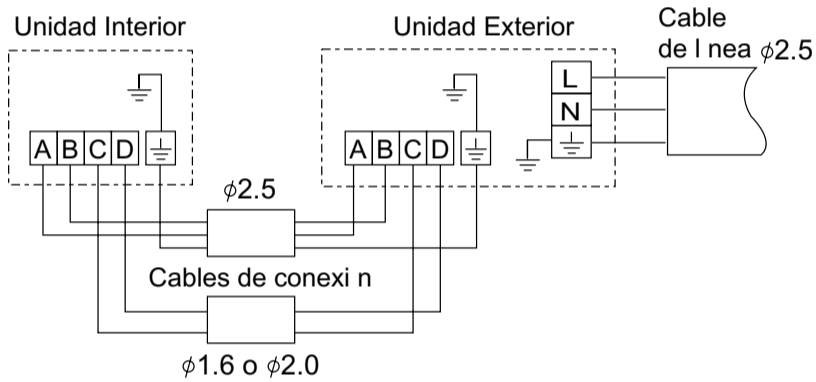 Unidad Interior
Unidad Exterior
Cable
de l nea ϕ2.5
L
N
A B C D
A B C D
ϕ2.5
Cables de conexi n
ϕ1.6 o ϕ2.0